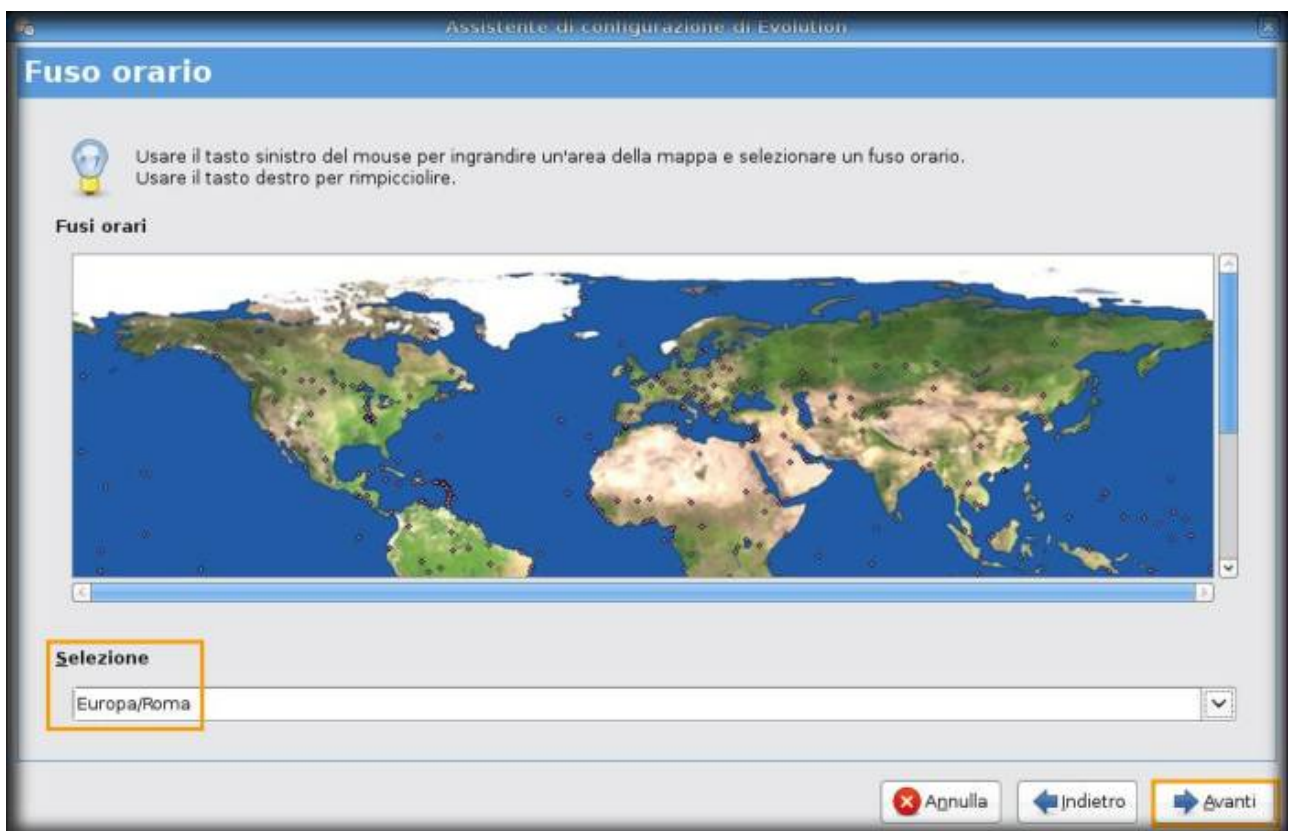 Assistente di configurazione di Evolution
Fuso orario
Usare il tasto sinistro del mouse per ingrandire un'area della mappa e selezionare un fuso orario.
Usare il tasto destro per rimpicciolire.
Fusi orari
Selezione
Europa/Roma
Annulla
Indietro
Avanti